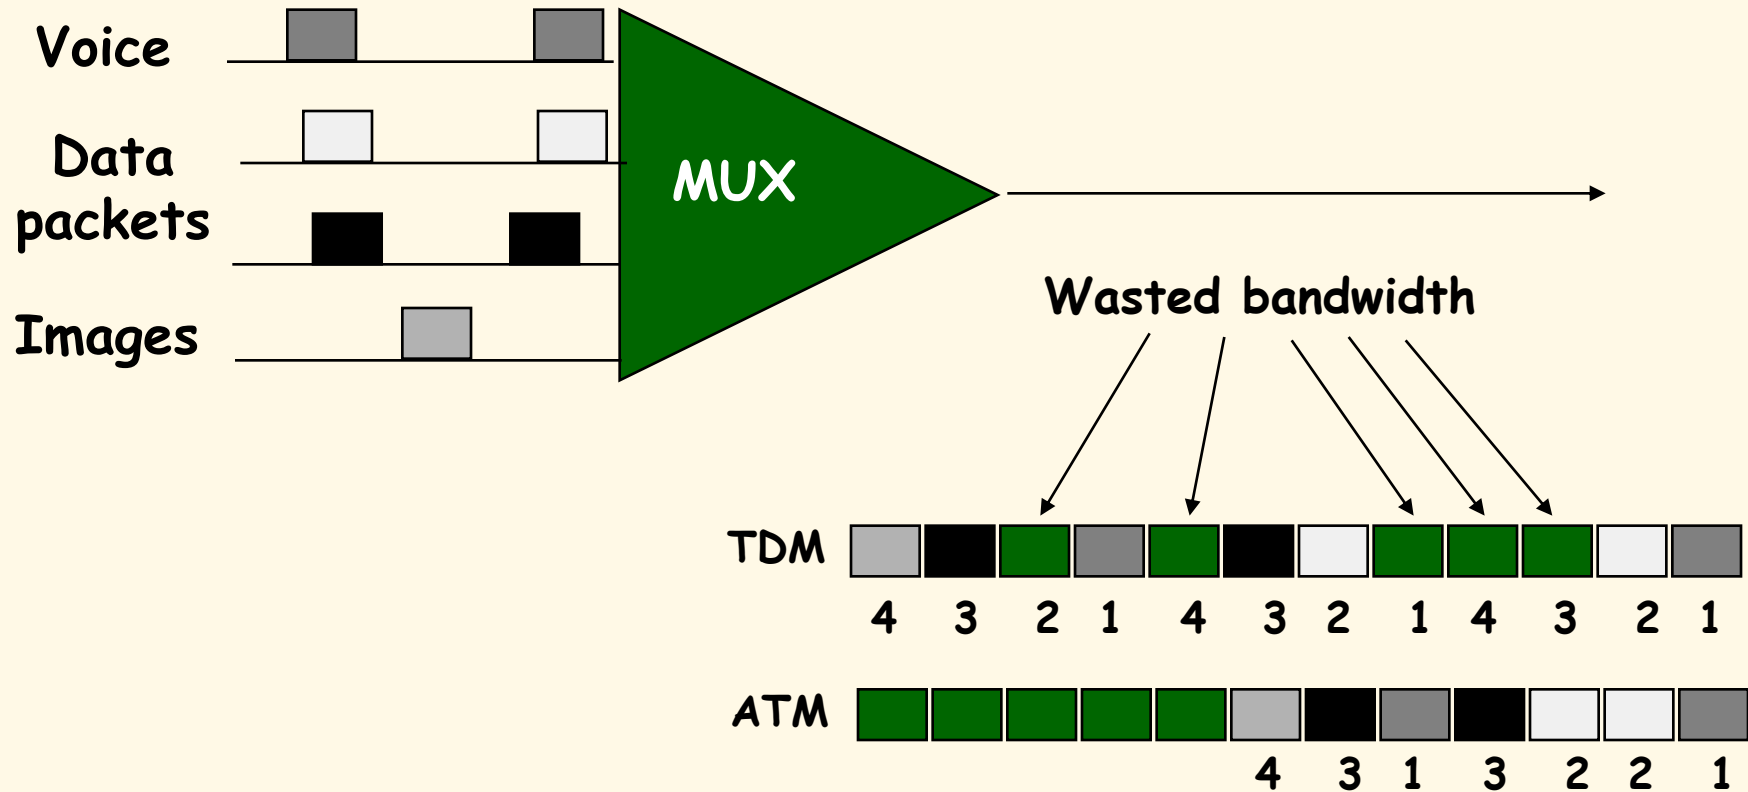 Voice
Data
packets
Images
MUX
Wasted bandwidth
TDM
4 3 2 1 4 3 2 1 4 3 2 1
ATM
4 3 1 3 2 2 1